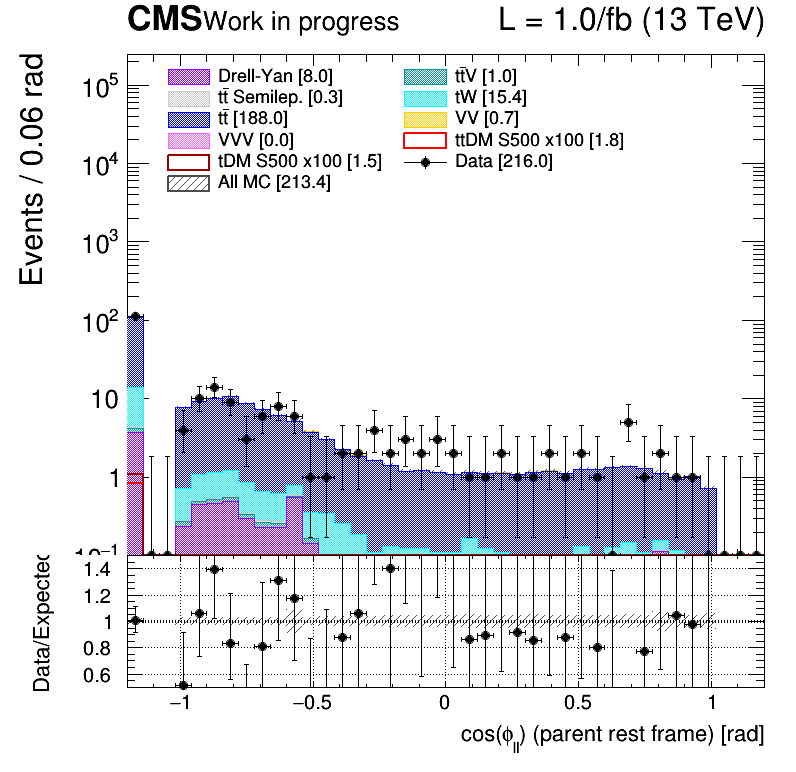 CMS Work in progress L = 1.0/fb (13 TeV)
Events / 0.06 rad
Drell-Yan [8.0] tt̄V [1.0]
tt̄ Semilep. [0.3] tW [15.4]
tt̄ [188.0] VV [0.7]
VVV [0.0] ttDM S500 x100 [1.8]
tDM S500 x100 [1.5] Data [216.0]
All MC [213.4]
10⁵
10⁴
10³
10²
10
1
10⁻¹
Data/Expected
1.4
1.2
1
0.8
0.6
−1 −0.5 0 0.5 1
cos(ϕ_ll) (parent rest frame) [rad]